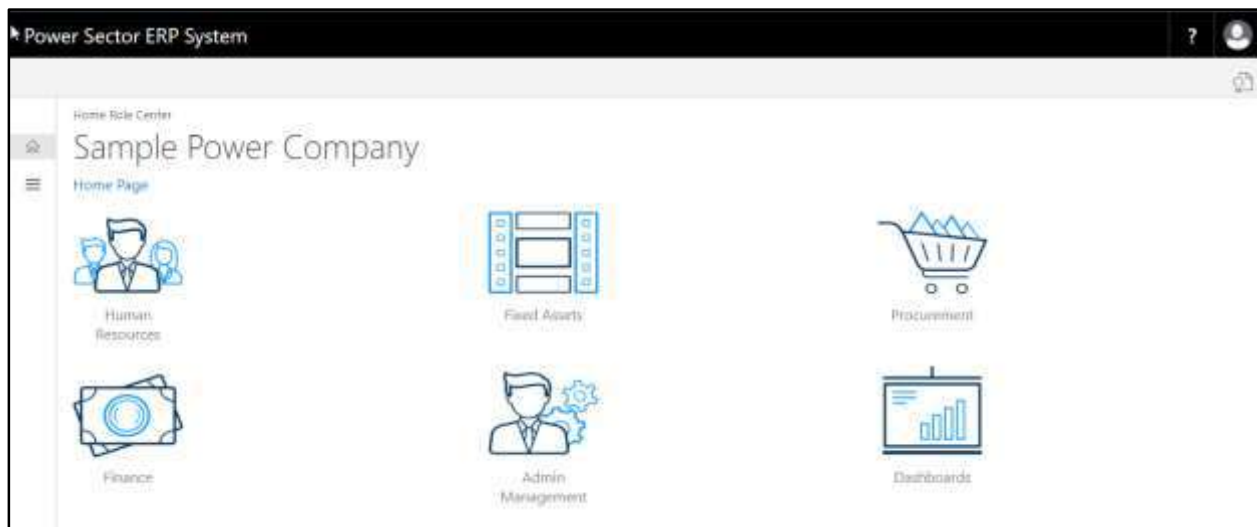 Power Sector ERP System ?
Home Role Center
Sample Power Company
Home Page
Human
Resources
Fixed Assets
Procurement
Finance
Admin
Management
Dashboards